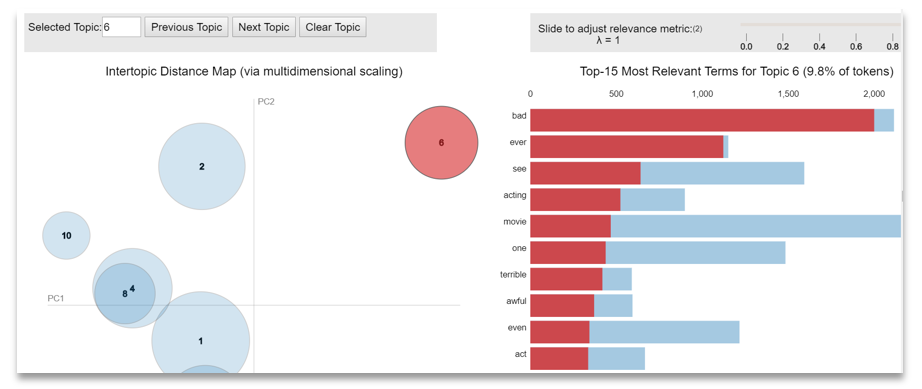 Selected Topic: 6 Previous Topic Next Topic Clear Topic
Slide to adjust relevance metric:(2)
λ = 1
0.0 0.2 0.4 0.6 0.8
Intertopic Distance Map (via multidimensional scaling)
PC2
PC1
6
2
10
4
8
1
Top-15 Most Relevant Terms for Topic 6 (9.8% of tokens)
0 500 1,000 1,500 2,000
bad
ever
see
acting
movie
one
terrible
awful
even
act